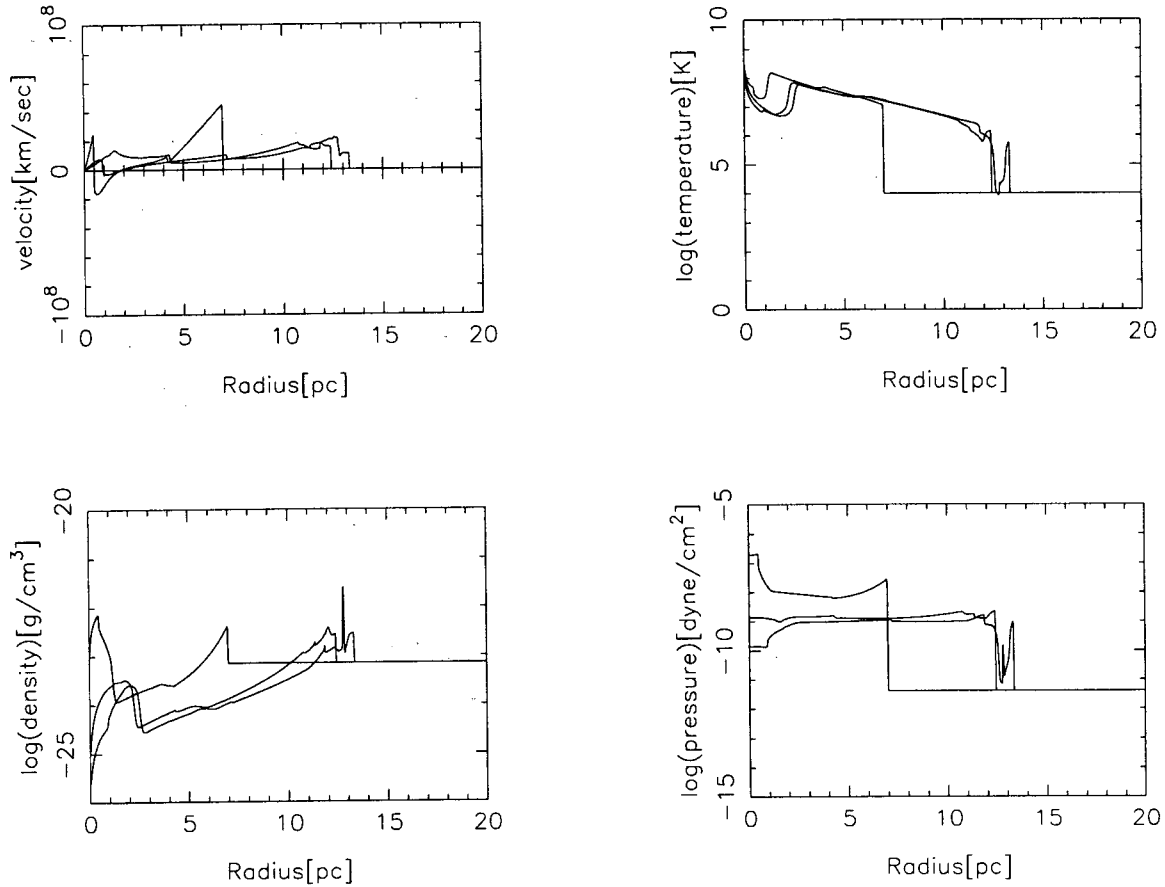 velocity[km/sec]
10⁸
0
−10⁸
0 5 10 15 20
Radius[pc]
log(temperature)[K]
10
5
0
0 5 10 15 20
Radius[pc]
log(density)[g/cm³]
−20
−25
0 5 10 15 20
Radius[pc]
log(pressure)[dyne/cm²]
−5
−10
−15
0 5 10 15 20
Radius[pc]